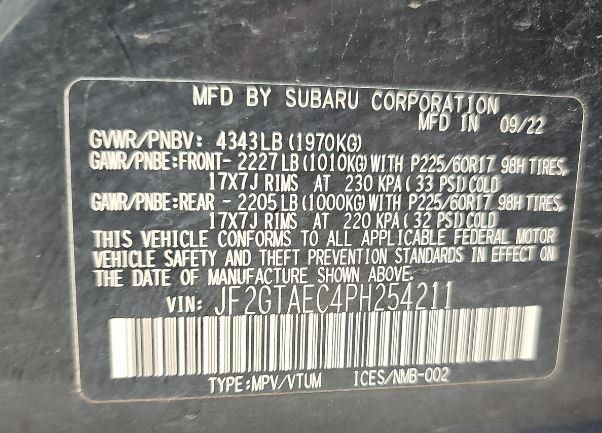 MFD BY SUBARU CORPORATION
MFD IN 09/22
GVWR/PNBV: 4343LB (1970KG)
GAWR/PNBE:FRONT- 2227LB (1010KG) WITH P225/60R17 98H TIRES,
17X7J RIMS AT 230 KPA (33 PSI) COLD
GAWR/PNBE:REAR - 2205LB (1000KG) WITH P225/60R17 98H TIRES,
17X7J RIMS AT 220 KPA (32 PSI) COLD
THIS VEHICLE CONFORMS TO ALL APPLICABLE FEDERAL MOTOR
VEHICLE SAFETY AND THEFT PREVENTION STANDARDS IN EFFECT ON
THE DATE OF MANUFACTURE SHOWN ABOVE.
VIN: JF2GTAEC4PH254211
TYPE:MPV/VTUM ICES/NMB-002